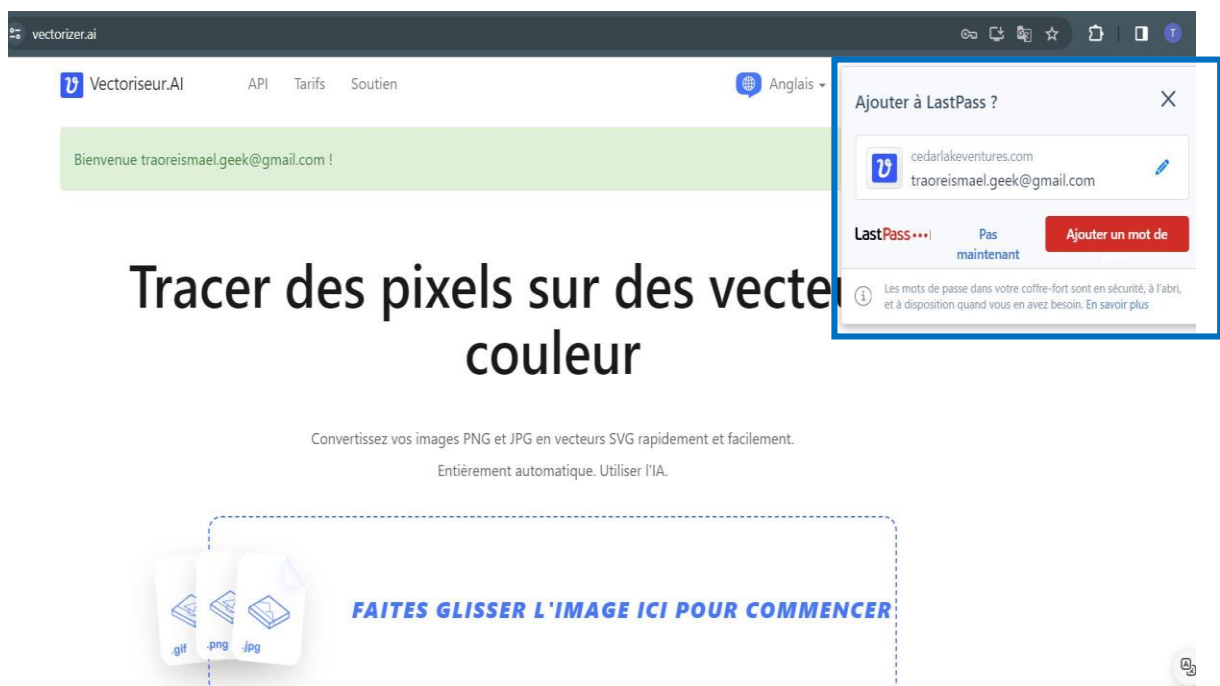 vectorizer.ai
T
Vectoriseur.AI API Tarifs Soutien Anglais
Bienvenue traoreismael.geek@gmail.com !
Ajouter à LastPass ?
cedarlakeventures.com
traoreismael.geek@gmail.com
LastPass Pas maintenant Ajouter un mot de
Les mots de passe dans votre coffre-fort sont en sécurité, à l'abri,
et à disposition quand vous en avez besoin. En savoir plus
Tracer des pixels sur des vecte
couleur
Convertissez vos images PNG et JPG en vecteurs SVG rapidement et facilement.
Entièrement automatique. Utiliser l'IA.
FAITES GLISSER L'IMAGE ICI POUR COMMENCER
.gif .png .jpg